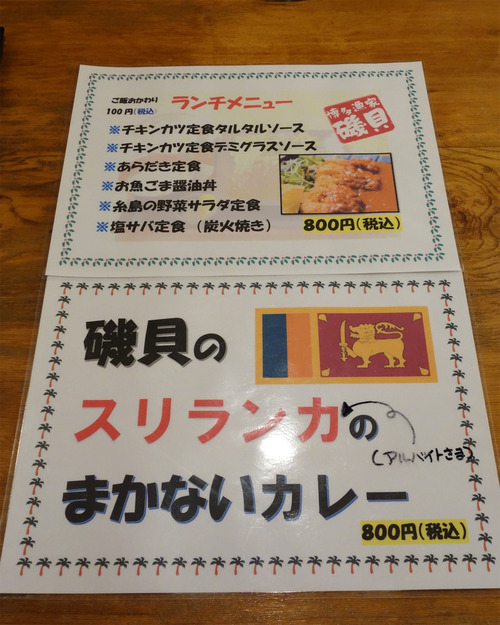 ご飯おかわり
100円(税込)
ランチメニュー
博多漁家
磯貝
※チキンカツ定食タルタルソース
※チキンカツ定食デミグラスソース
※あらだき定食
※お魚ごま醤油丼
※糸島の野菜サラダ定食
※塩サバ定食 (炭火焼き)
800円(税込)
磯貝の
スリランカの
(アルバイトさま)
まかないカレー
800円(税込)